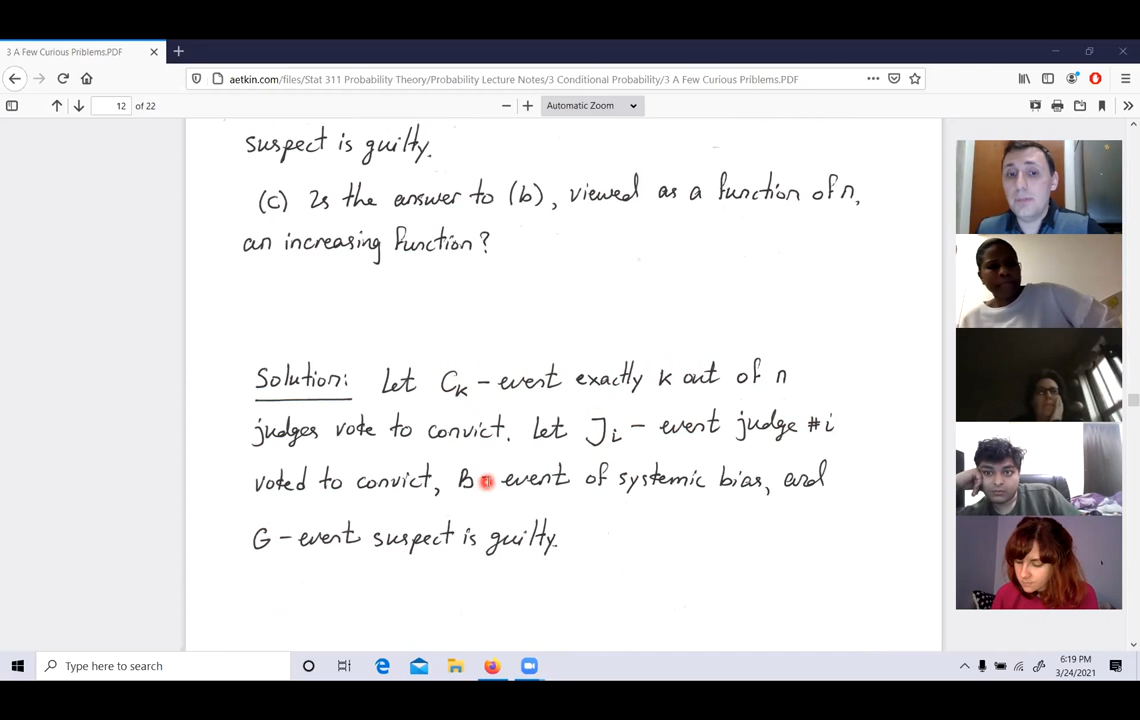 3 A Few Curious Priblems.PDF
aetkin.com/files/Stat 311 Probability Theory/Probability Lecture Notes/3 Conditional Probability/3 A Few Curious Priblems.PDF
12 of 22
Automatic Zoom
suspect is guilty.
(c) Is the answer to (b), viewed as a function of n,
an increasing function?
Solution: Let Ck - event exactly k out of n
judges vote to convict. Let Ji - event judge #i
voted to convict, B - event of systemic bias, and
G - event suspect is guilty.
Type here to search
6:19 PM
3/24/2021